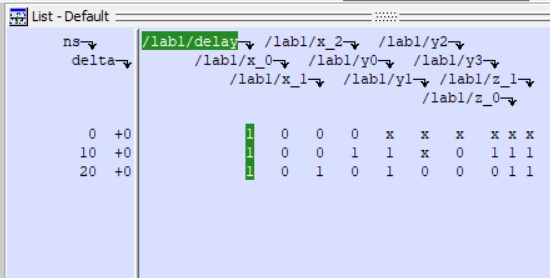 List - Default
ns /lab1/delay /lab1/x_2 /lab1/y2
delta /lab1/x_0 /lab1/y0 /lab1/y3
/lab1/x_1 /lab1/y1 /lab1/z_1
/lab1/z_0
0 +0 1 0 0 0 x x x x x x
10 +0 1 0 0 1 1 x 0 1 1 1
20 +0 1 0 1 0 1 0 0 0 1 1